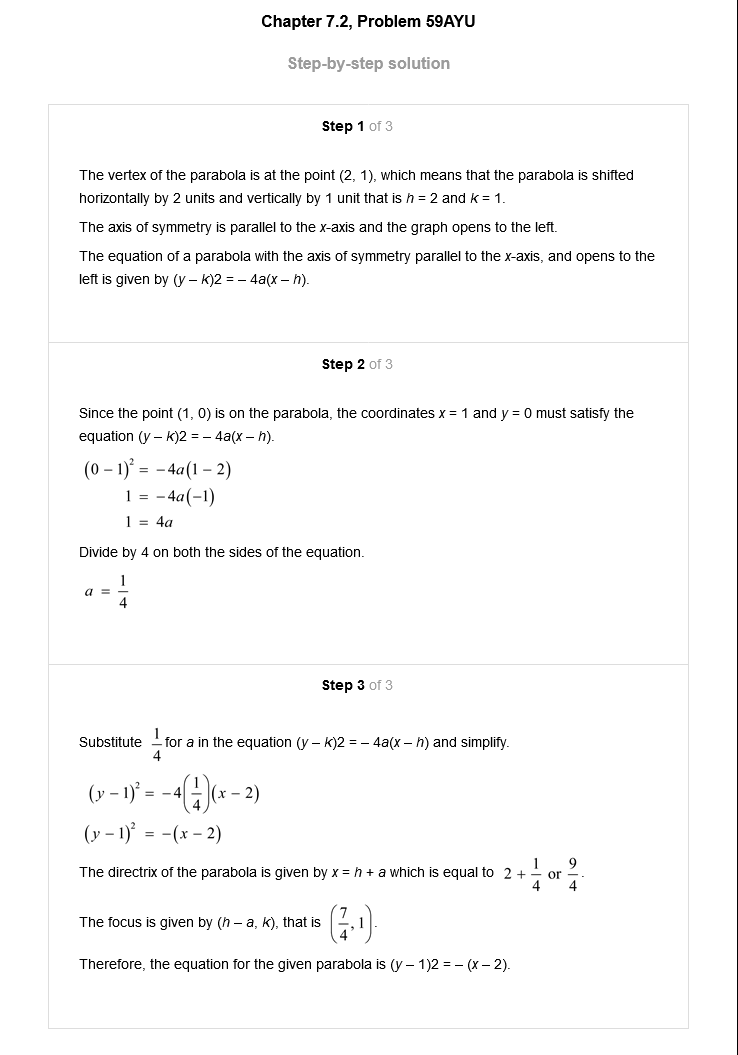 Chapter 7.2, Problem 59AYU
Step-by-step solution
Step 1 of 3
The vertex of the parabola is at the point (2, 1), which means that the parabola is shifted
horizontally by 2 units and vertically by 1 unit that is h = 2 and k = 1.
The axis of symmetry is parallel to the x-axis and the graph opens to the left.
The equation of a parabola with the axis of symmetry parallel to the x-axis, and opens to the
left is given by (y – k)2 = – 4a(x – h).
Step 2 of 3
Since the point (1, 0) is on the parabola, the coordinates x = 1 and y = 0 must satisfy the
equation (y – k)2 = – 4a(x – h).
(0 − 1)² = −4a(1 − 2)
1 = −4a(−1)
1 = 4a
Divide by 4 on both the sides of the equation.
a = 1/4
Step 3 of 3
Substitute 1/4 for a in the equation (y – k)2 = – 4a(x – h) and simplify.
(y − 1)² = −4(1/4)(x − 2)
(y − 1)² = −(x − 2)
The directrix of the parabola is given by x = h + a which is equal to 2 + 1/4 or 9/4.
The focus is given by (h – a, k), that is (7/4, 1).
Therefore, the equation for the given parabola is (y – 1)2 = – (x – 2).